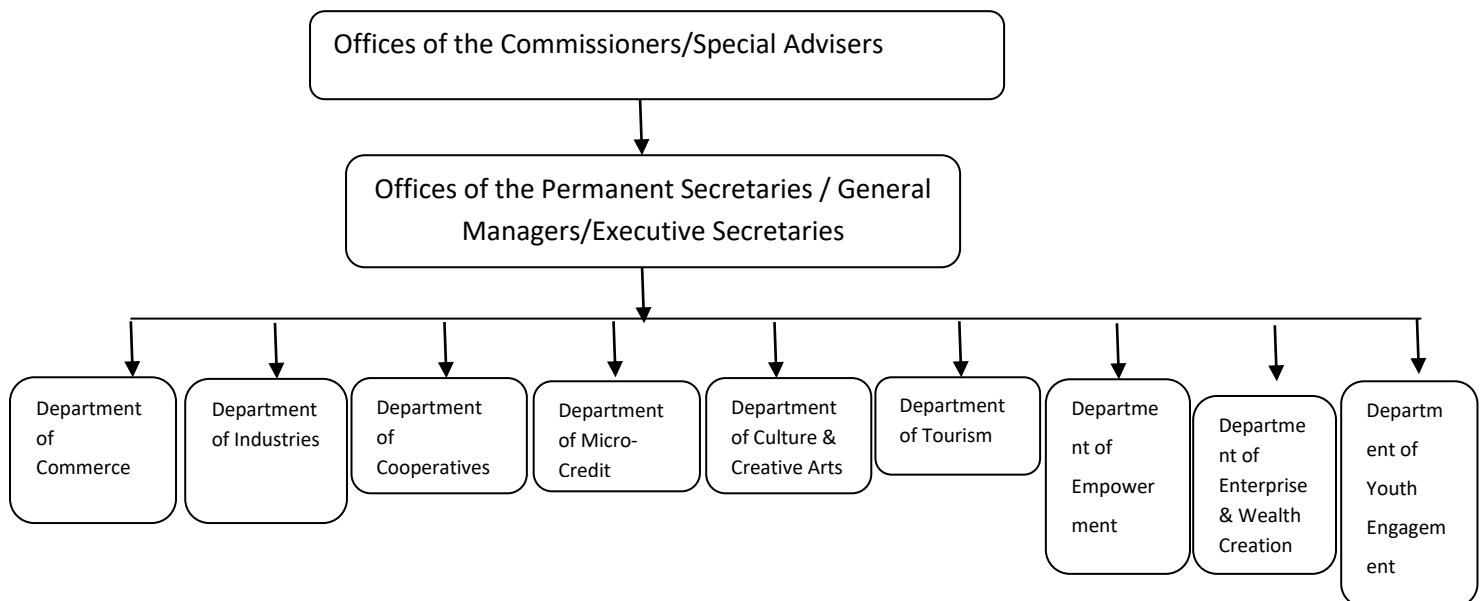 Offices of the Commissioners/Special Advisers
Offices of the Permanent Secretaries / General
Managers/Executive Secretaries
Department
of
Commerce
Department
of Industries
Department
of
Cooperatives
Department
of Micro-
Credit
Department
of Culture &
Creative Arts
Department
of Tourism
Departme
nt of
Empower
ment
Departme
nt of
Enterprise
& Wealth
Creation
Departm
ent of
Youth
Engagem
ent